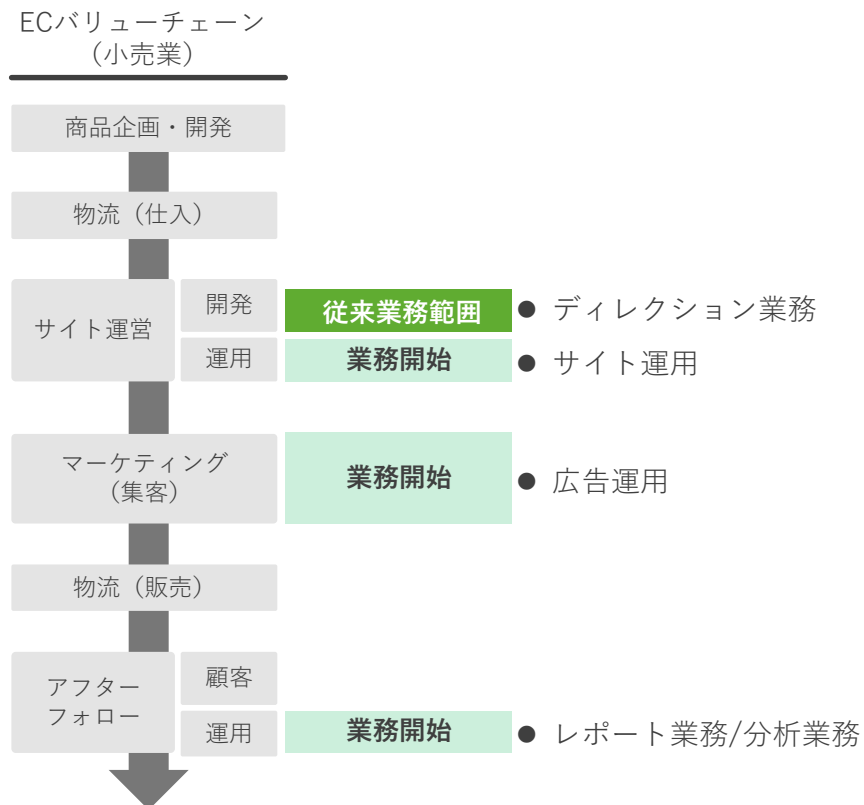 ECバリューチェーン
（小売業）
商品企画・開発
物流（仕入）
サイト運営
開発
従来業務範囲
● ディレクション業務
運用
業務開始
● サイト運用
マーケティング
（集客）
業務開始
● 広告運用
物流（販売）
アフター
フォロー
顧客
運用
業務開始
● レポート業務/分析業務